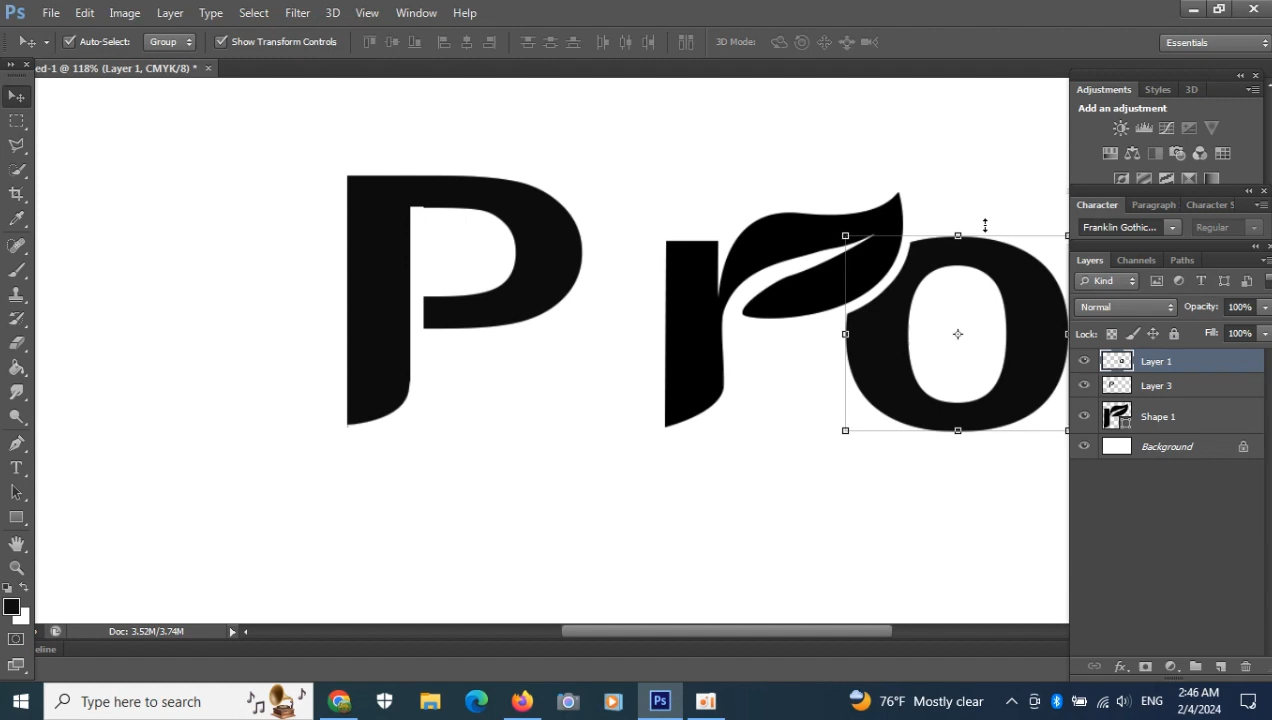 Ps File Edit Image Layer Type Select Filter 3D View Window Help
Auto-Select: Group Show Transform Controls 3D Mode: Essentials
ed-1 @ 118% (Layer 1, CMYK/8) *
Adjustments Styles 3D
Add an adjustment
Character Paragraph Character S
Franklin Gothic... Regular
Layers Channels Paths
Kind
Normal Opacity: 100%
Lock: Fill: 100%
Layer 1
Layer 3
Shape 1
Background
Pro
Doc: 3.52M/3.74M
eline
Type here to search
Ps
76°F Mostly clear
ENG
2:46 AM
2/4/2024